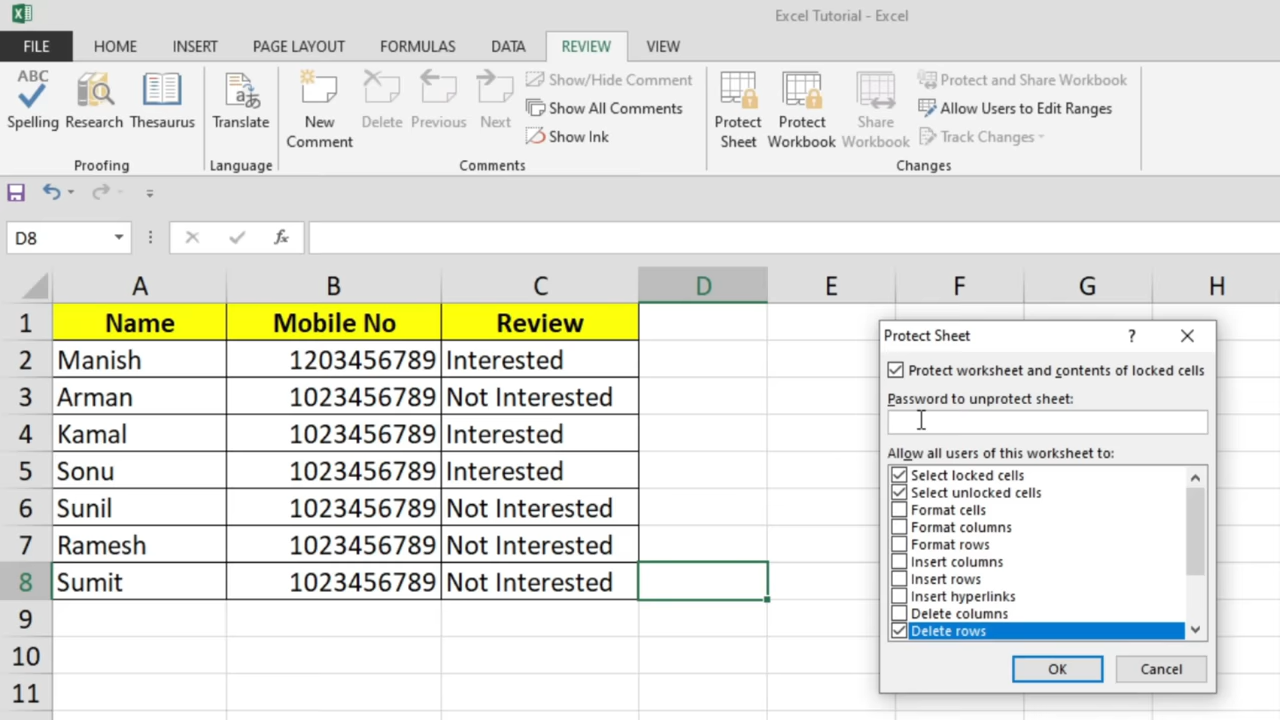 Excel Tutorial - Excel
FILE HOME INSERT PAGE LAYOUT FORMULAS DATA REVIEW VIEW
ABC
Spelling Research Thesaurus
Proofing
Translate
Language
New Comment
Delete Previous Next
Show/Hide Comment
Show All Comments
Show Ink
Comments
Protect Sheet
Protect Workbook
Share Workbook
Protect and Share Workbook
Allow Users to Edit Ranges
Track Changes
Changes
D8
fx
A B C D E F G H
1 Name Mobile No Review
2 Manish 1203456789 Interested
3 Arman 1023456789 Not Interested
4 Kamal 1023456789 Interested
5 Sonu 1023456789 Interested
6 Sunil 1023456789 Not Interested
7 Ramesh 1023456789 Not Interested
8 Sumit 1023456789 Not Interested
9
10
11
Protect Sheet ?
Protect worksheet and contents of locked cells
Password to unprotect sheet:
Allow all users of this worksheet to:
Select locked cells
Select unlocked cells
Format cells
Format columns
Format rows
Insert columns
Insert rows
Insert hyperlinks
Delete columns
Delete rows
OK Cancel